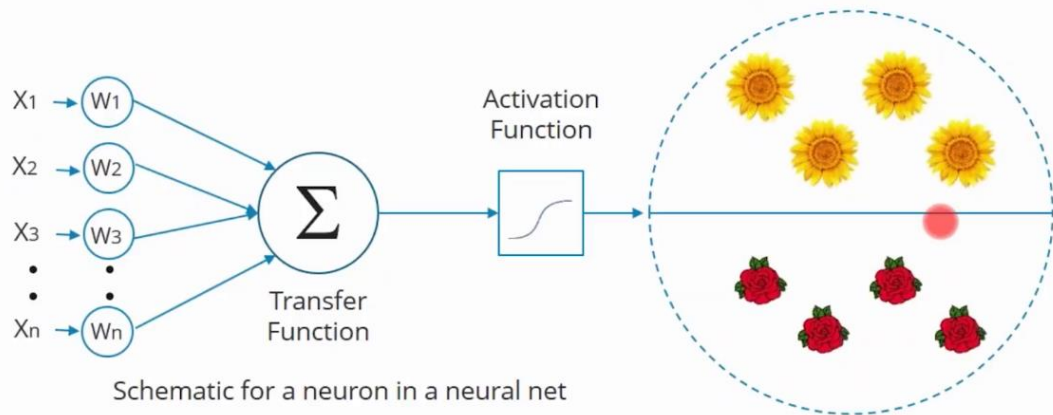 X1
W1
X2
W2
X3
W3
Xn
Wn
Σ
Transfer
Function
Activation
Function
Schematic for a neuron in a neural net